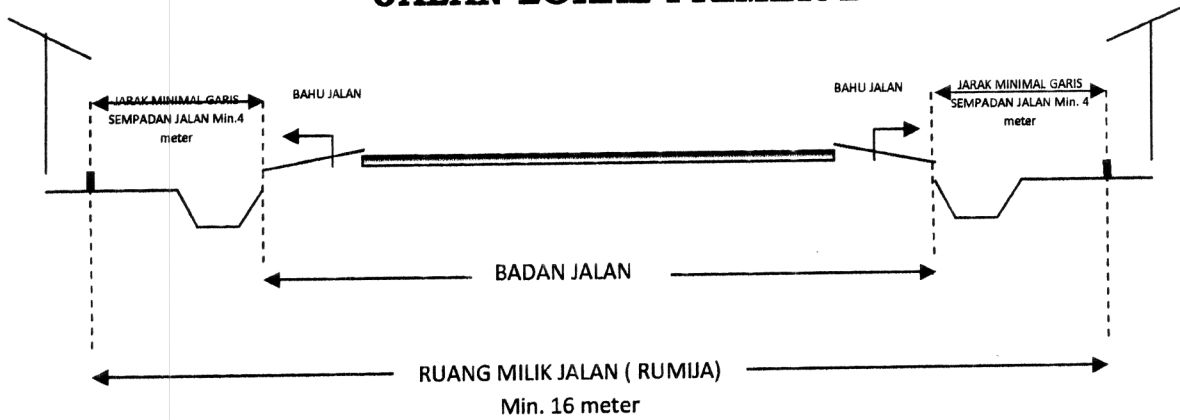 JARAK MINIMAL GARIS
SEMPADAN JALAN Min.4
meter
BAHU JALAN
BAHU JALAN
JARAK MINIMAL GARIS
SEMPADAN JALAN Min. 4
meter
BADAN JALAN
RUANG MILIK JALAN ( RUMIJA)
Min. 16 meter